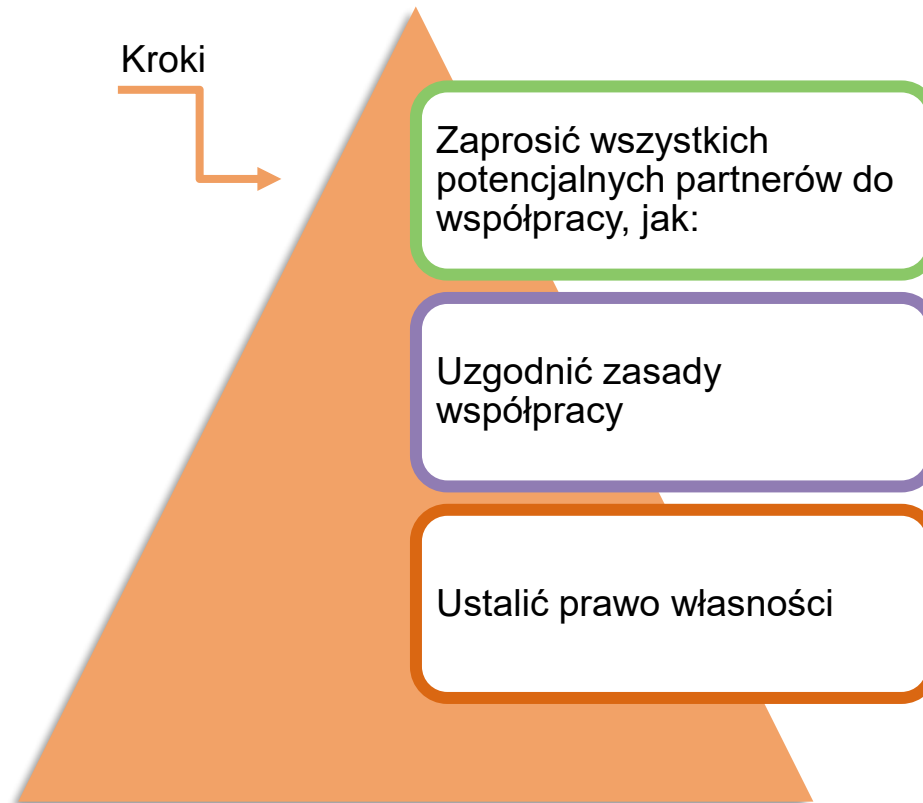 Kroki
Zaprosić wszystkich
potencjalnych partnerów do
współpracy, jak:
Uzgodnić zasady
współpracy
Ustalić prawo własności